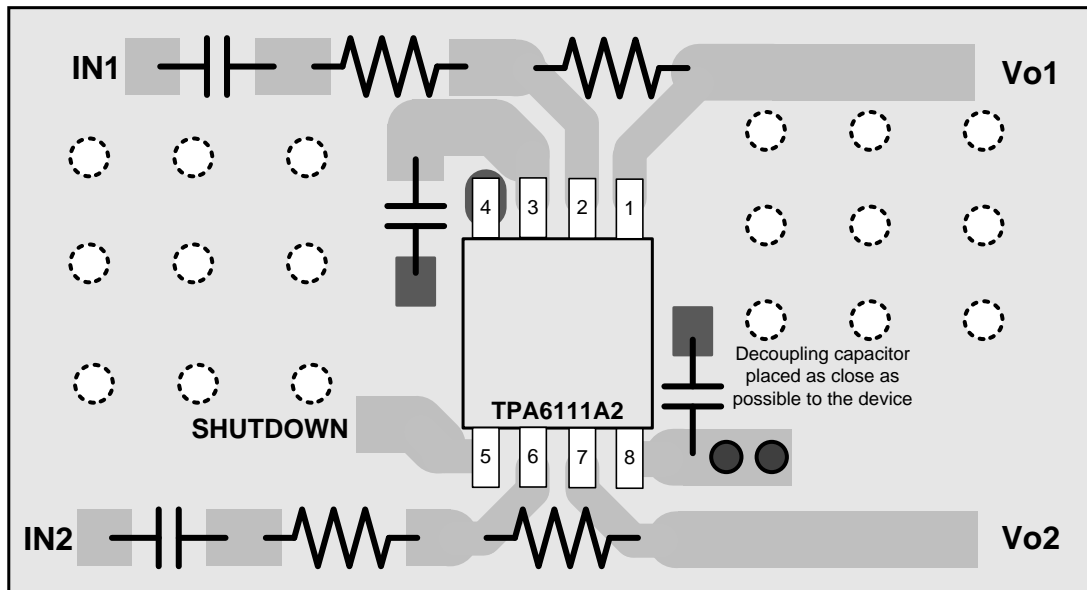 IN1
Vo1
4 3 2 1
Decoupling capacitor
placed as close as
possible to the device
TPA6111A2
SHUTDOWN
5 6 7 8
IN2
Vo2